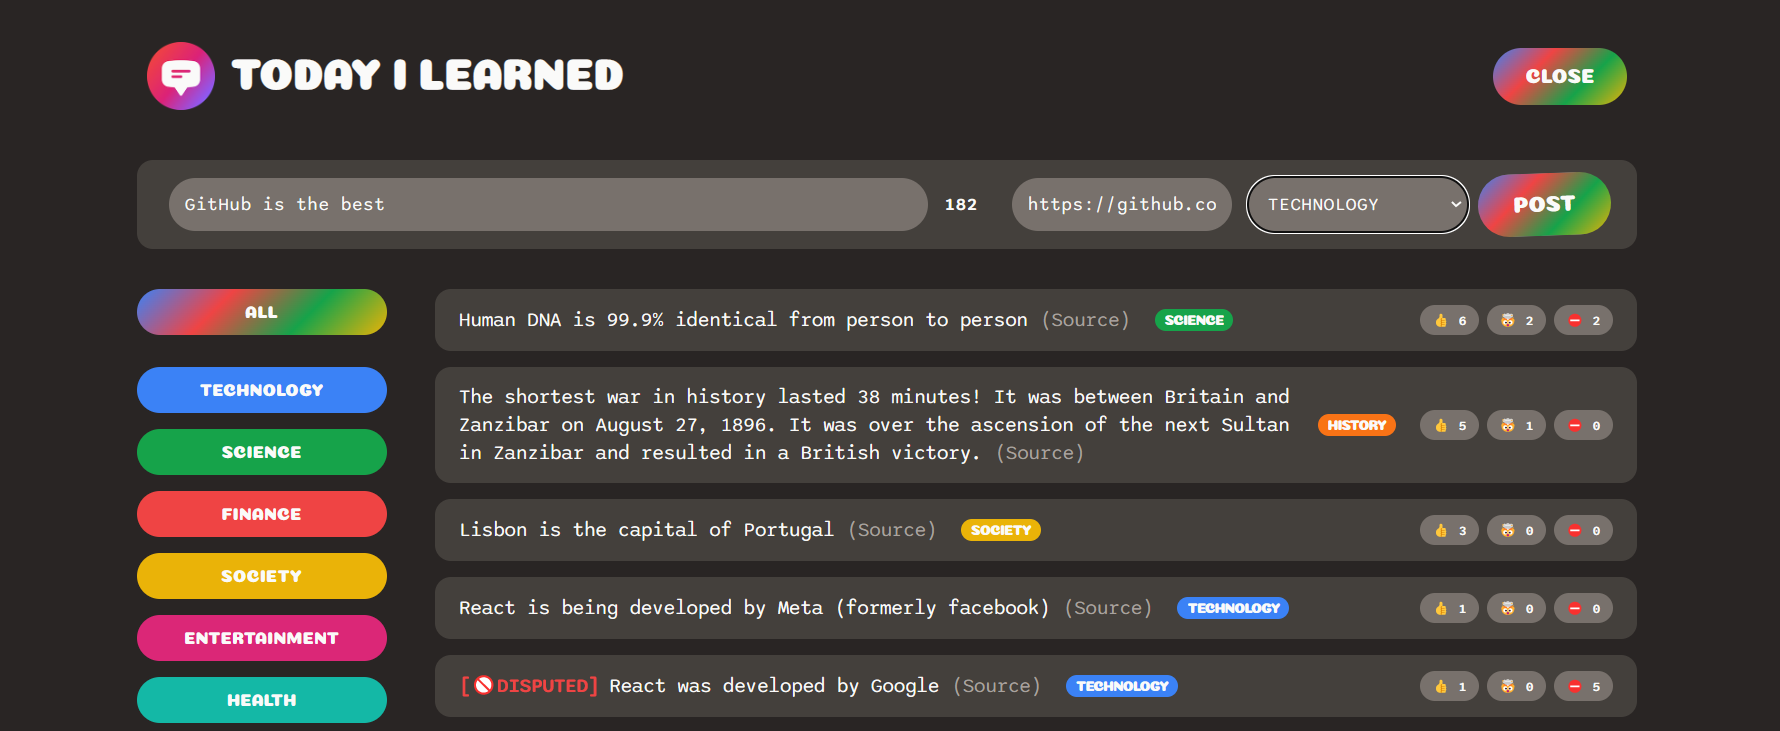 TODAY I LEARNED
CLOSE
GitHub is the best 182 https://github.co TECHNOLOGY POST
ALL
TECHNOLOGY
SCIENCE
FINANCE
SOCIETY
ENTERTAINMENT
HEALTH
Human DNA is 99.9% identical from person to person (Source) SCIENCE 👍 6 🤯 2 ⛔ 2
The shortest war in history lasted 38 minutes! It was between Britain and
Zanzibar on August 27, 1896. It was over the ascension of the next Sultan
in Zanzibar and resulted in a British victory. (Source)
HISTORY 👍 5 🤯 1 ⛔ 0
Lisbon is the capital of Portugal (Source) SOCIETY 👍 3 🤯 0 ⛔ 0
React is being developed by Meta (formerly facebook) (Source) TECHNOLOGY 👍 1 🤯 0 ⛔ 0
[🚫DISPUTED] React was developed by Google (Source) TECHNOLOGY 👍 1 🤯 0 ⛔ 5